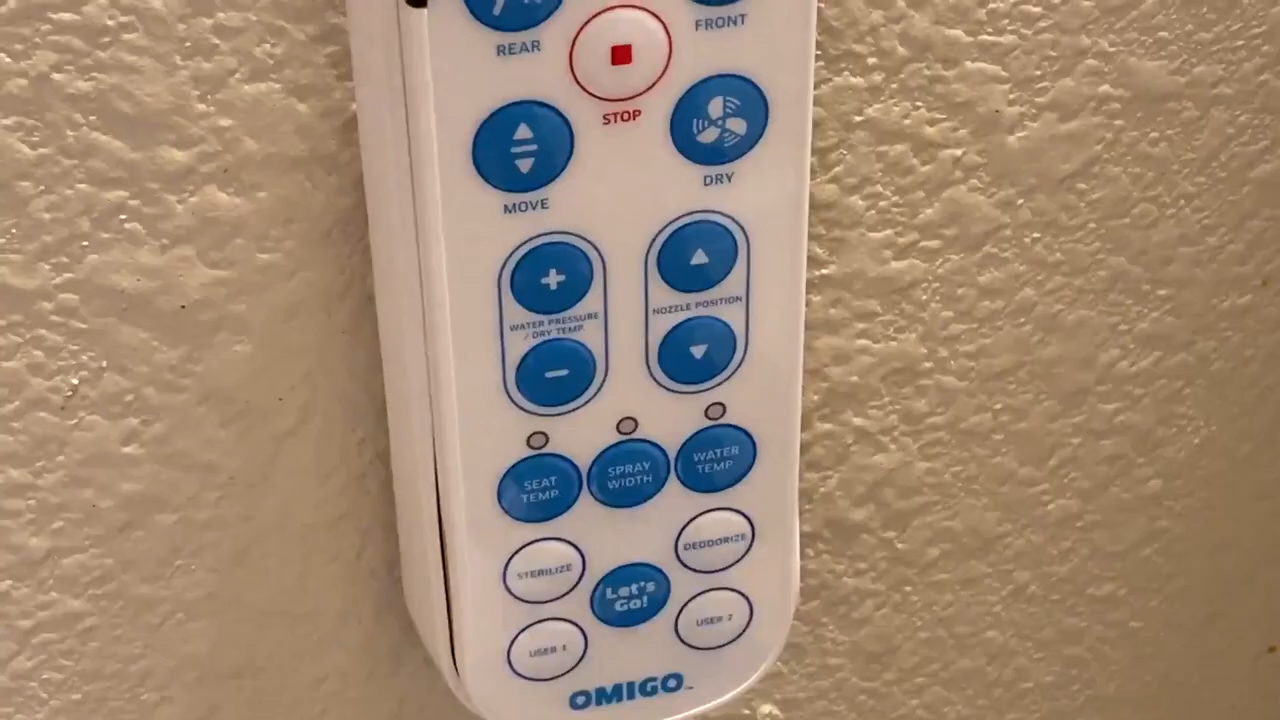 REAR
FRONT
STOP
MOVE
DRY
WATER PRESSURE
/ DRY TEMP.
NOZZLE POSITION
SEAT
TEMP.
SPRAY
WIDTH
WATER
TEMP.
STERILIZE
DEODORIZE
Let's
Go!
USER 1
USER 2
OMIGO™